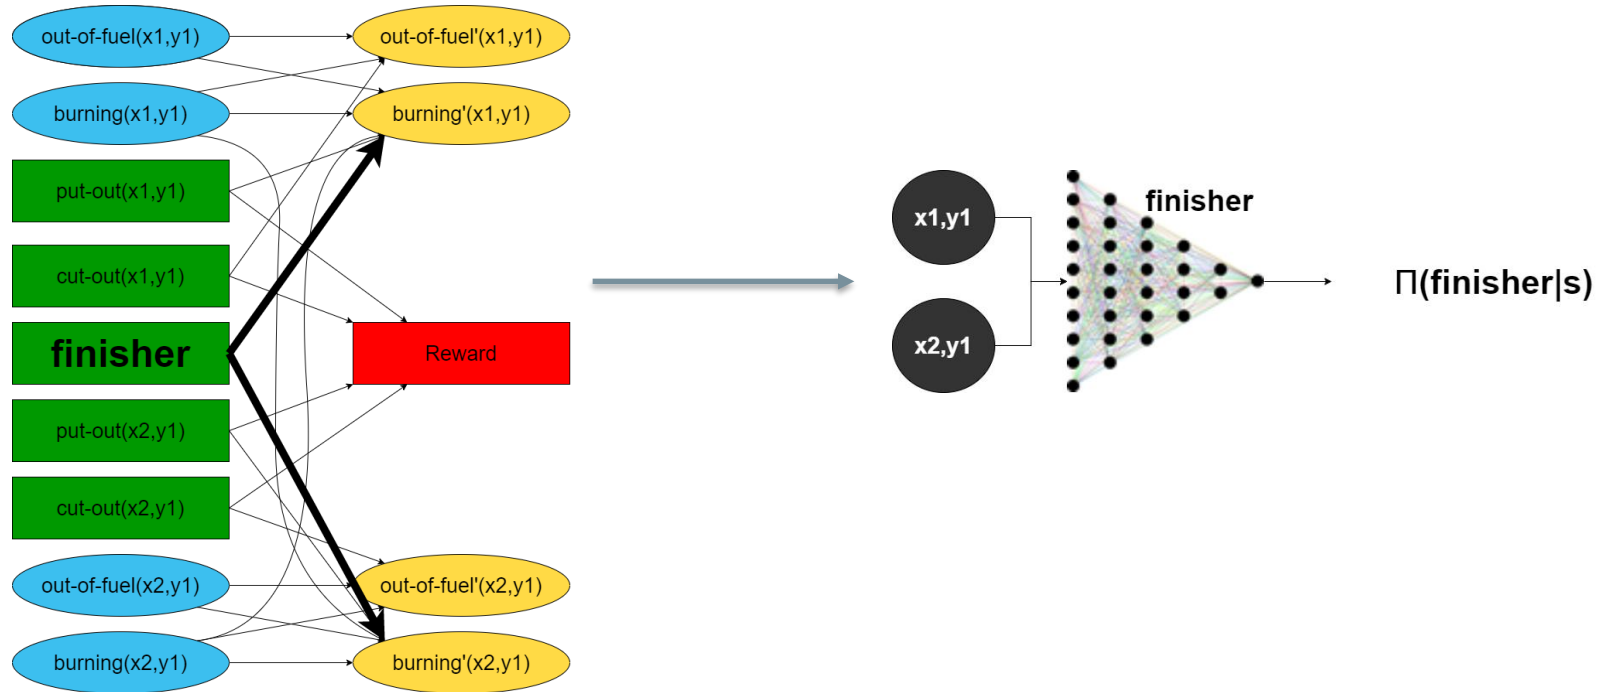 out-of-fuel(x1,y1)
out-of-fuel'(x1,y1)
burning(x1,y1)
burning'(x1,y1)
put-out(x1,y1)
cut-out(x1,y1)
finisher
Reward
put-out(x2,y1)
cut-out(x2,y1)
out-of-fuel(x2,y1)
out-of-fuel'(x2,y1)
burning(x2,y1)
burning'(x2,y1)
x1,y1
x2,y1
finisher
Π(finisher|s)